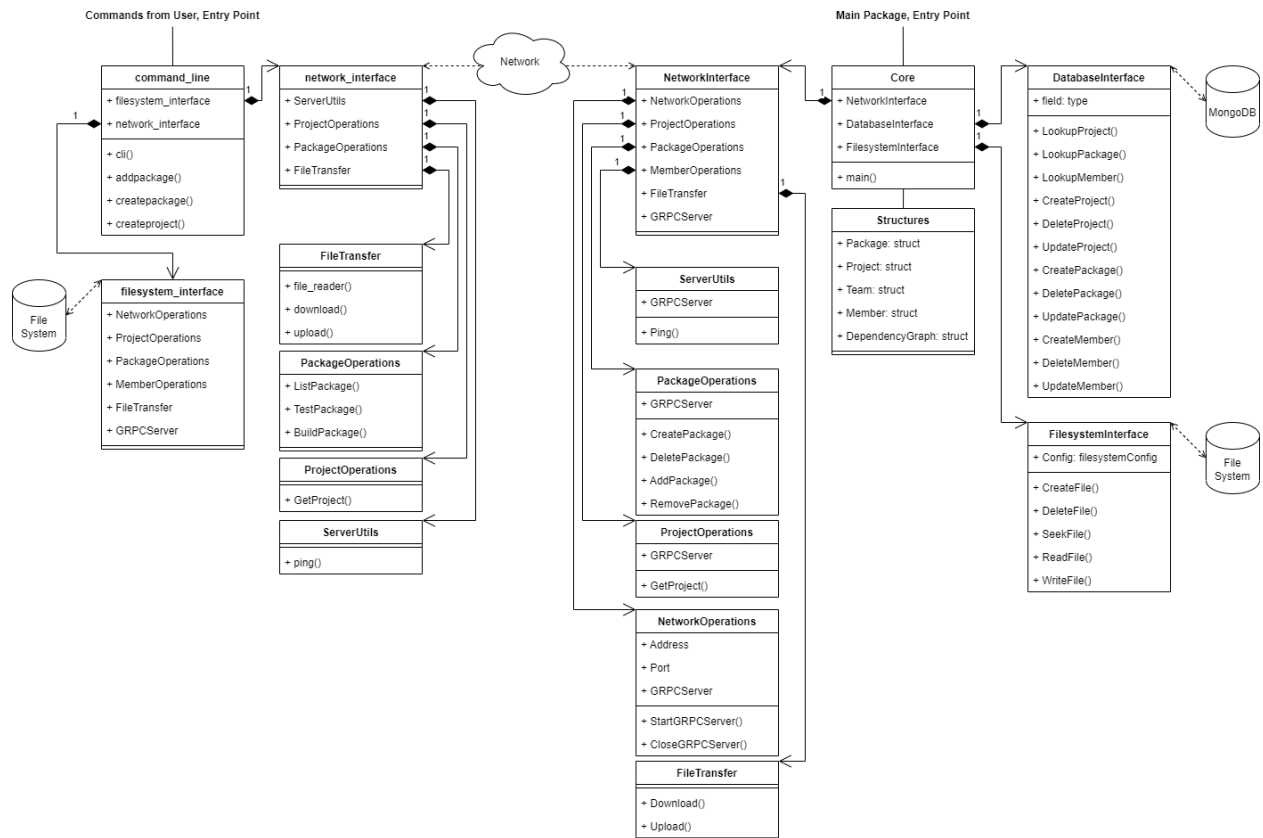 Commands from User, Entry Point
command_line
+ filesystem_interface
+ network_interface
+ cli()
+ addpackage()
+ createpackage()
+ createproject()
1
1
File
System
filesystem_interface
+ NetworkOperations
+ ProjectOperations
+ PackageOperations
+ MemberOperations
+ FileTransfer
+ GRPCServer
network_interface
+ ServerUtils
+ ProjectOperations
+ PackageOperations
+ FileTransfer
1
1
1
1
FileTransfer
+ file_reader()
+ download()
+ upload()
PackageOperations
+ ListPackage()
+ TestPackage()
+ BuildPackage()
ProjectOperations
+ GetProject()
ServerUtils
+ ping()
Network
NetworkInterface
+ NetworkOperations
+ ProjectOperations
+ PackageOperations
+ MemberOperations
+ FileTransfer
+ GRPCServer
1
1
1
1
1
ServerUtils
+ GRPCServer
+ Ping()
PackageOperations
+ GRPCServer
+ CreatePackage()
+ DeletePackage()
+ AddPackage()
+ RemovePackage()
ProjectOperations
+ GRPCServer
+ GetProject()
NetworkOperations
+ Address
+ Port
+ GRPCServer
+ StartGRPCServer()
+ CloseGRPCServer()
FileTransfer
+ Download()
+ Upload()
Main Package, Entry Point
Core
+ NetworkInterface
+ DatabaseInterface
+ FilesystemInterface
+ main()
1
1
1
Structures
+ Package: struct
+ Project: struct
+ Team: struct
+ Member: struct
+ DependencyGraph: struct
DatabaseInterface
+ field: type
+ LookupProject()
+ LookupPackage()
+ LookupMember()
+ CreateProject()
+ DeleteProject()
+ UpdateProject()
+ CreatePackage()
+ DeletePackage()
+ UpdatePackage()
+ CreateMember()
+ DeleteMember()
+ UpdateMember()
MongoDB
FilesystemInterface
+ Config: filesystemConfig
+ CreateFile()
+ DeleteFile()
+ SeekFile()
+ ReadFile()
+ WriteFile()
File
System